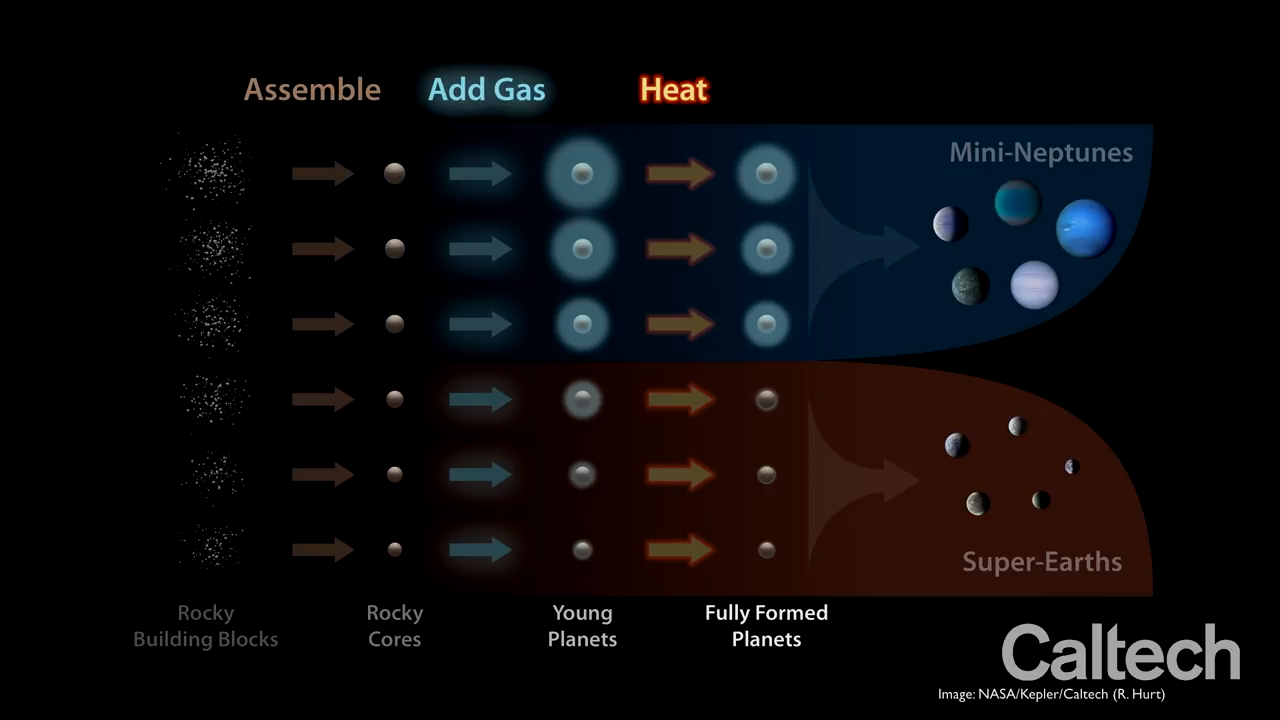 Assemble
Add Gas
Heat
Mini-Neptunes
Super-Earths
Rocky
Building Blocks
Rocky
Cores
Young
Planets
Fully Formed
Planets
Caltech
Image: NASA/Kepler/Caltech (R. Hurt)